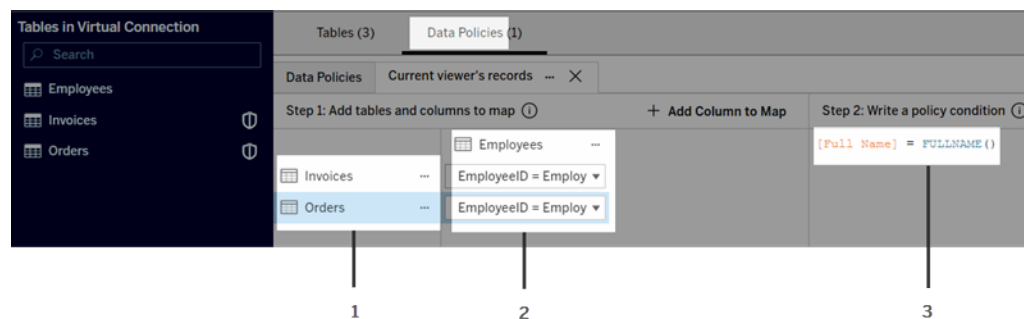 Tables in Virtual Connection
Search
Employees
Invoices
Orders
Tables (3)
Data Policies (1)
Data Policies
Current viewer's records
Step 1: Add tables and columns to map
+ Add Column to Map
Step 2: Write a policy condition
Employees
[Full Name] = FULLNAME()
Invoices
EmployeeID = Employ
Orders
EmployeeID = Employ
1
2
3